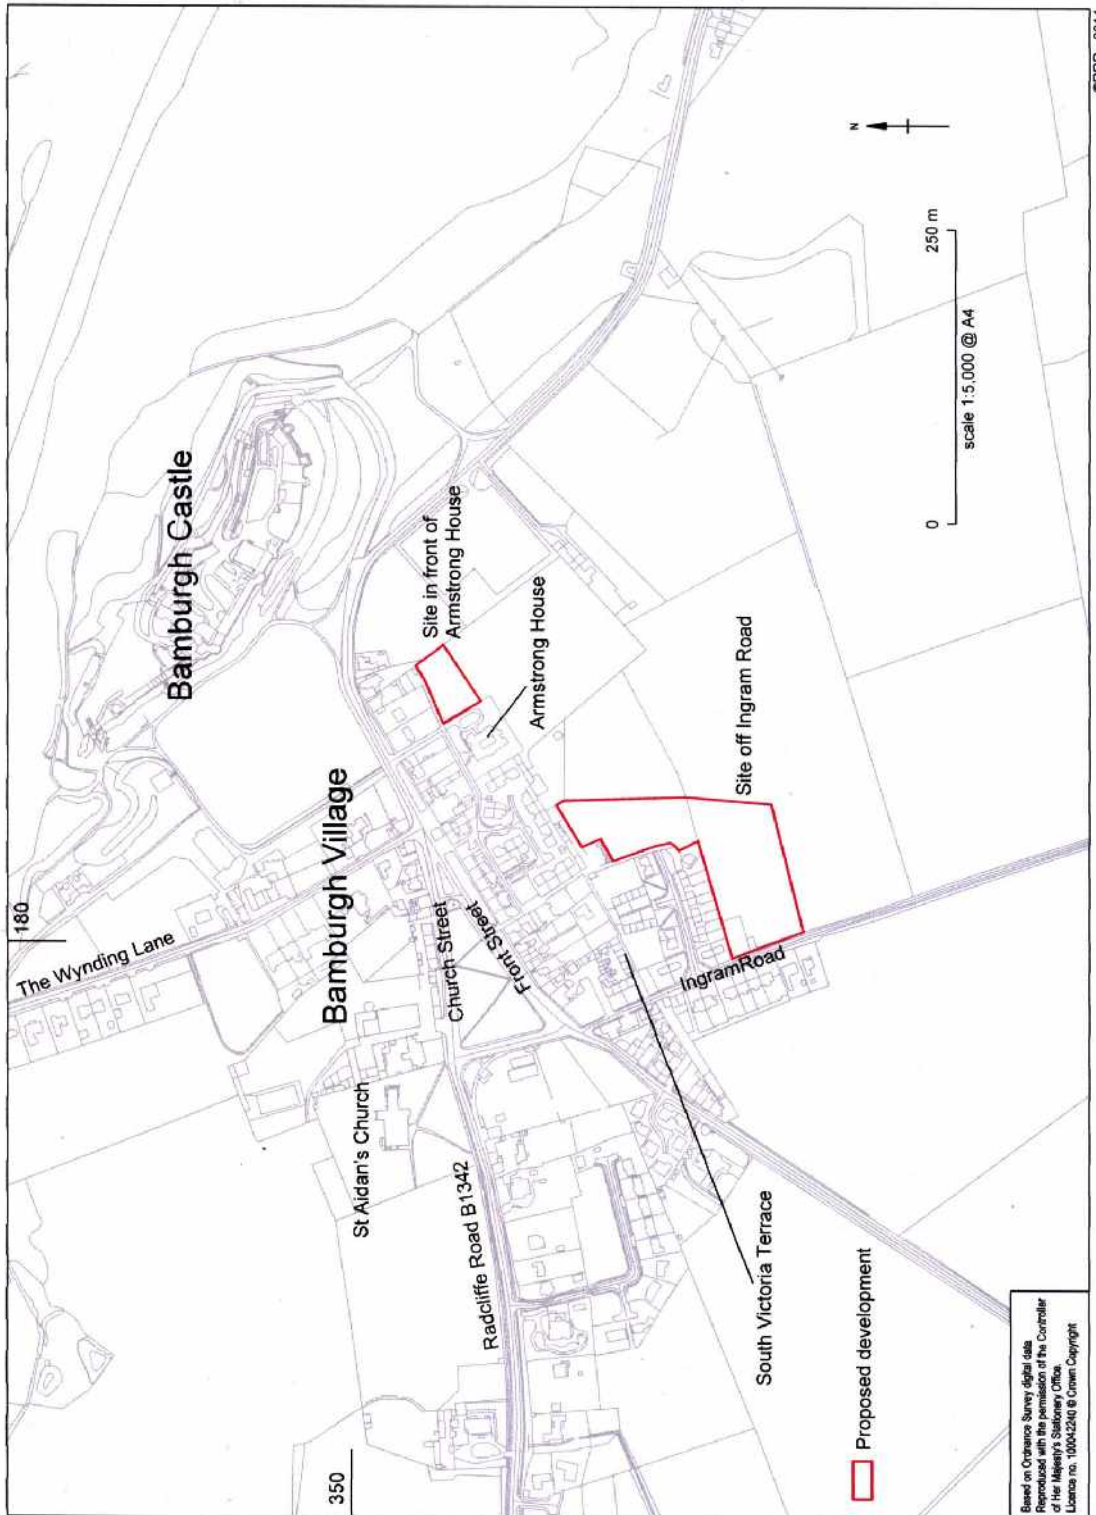 180
The Wynding Lane
Bamburgh Castle
Bamburgh Village
Church Street
Front Street
St Aidan's Church
Radcliffe Road B1342
350
Site in front of
Armstrong House
Armstrong House
Site off Ingram Road
IngramRoad
South Victoria Terrace
Proposed development
N
0
250 m
scale 1:5,000 @ A4
Based on Ordnance Survey digital data
Reproduced with the permission of the Controller
of Her Majesty's Stationery Office.
Licence no. 100042240 © Crown Copyright